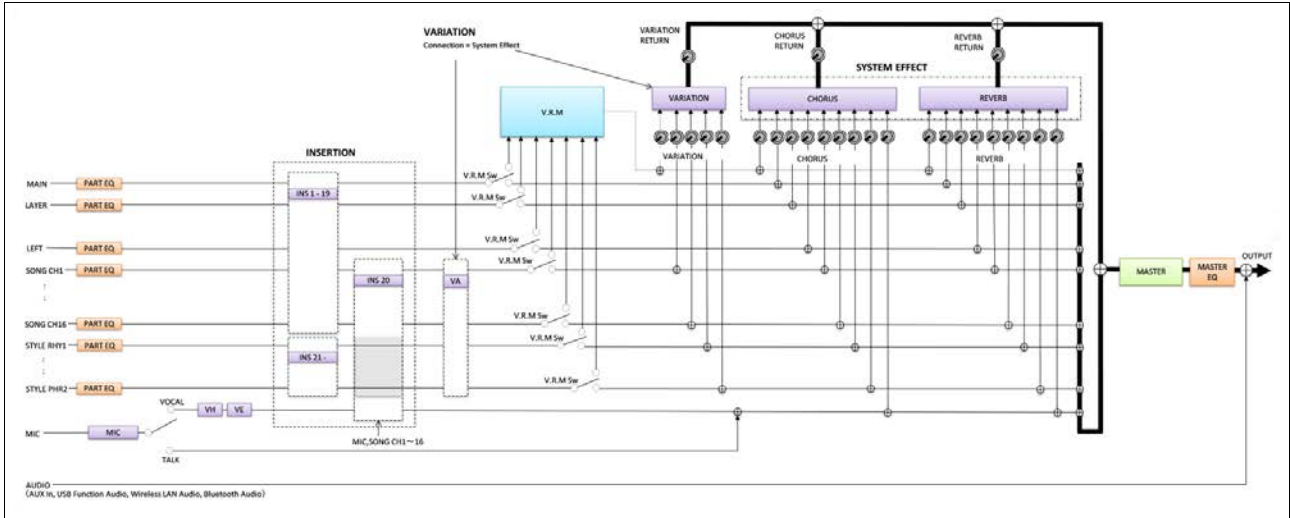 VARIATION
Connection = System Effect
VARIATION
RETURN
CHORUS
RETURN
REVERB
RETURN
SYSTEM EFFECT
V.R.M
VARIATION
CHORUS
REVERB
VARIATION
CHORUS
REVERB
INSERTION
MAIN
PART EQ
INS 1 - 19
V.R.M Sw
LAYER
PART EQ
V.R.M Sw
LEFT
PART EQ
V.R.M Sw
SONG CH1
PART EQ
INS 20
VA
V.R.M Sw
MASTER
MASTER
EQ
OUTPUT
SONG CH16
PART EQ
V.R.M Sw
STYLE RHY1
PART EQ
INS 21 -
V.R.M Sw
STYLE PHR2
PART EQ
V.R.M Sw
VOCAL
VH
VE
MIC
MIC
MIC,SONG CH1～16
TALK
AUDIO
(AUX In, USB Function Audio, Wireless LAN Audio, Bluetooth Audio)